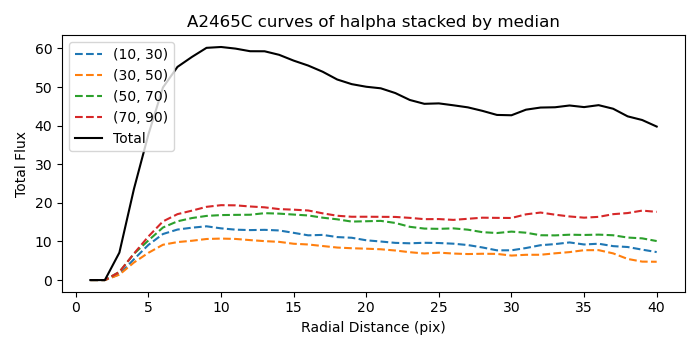 A2465C curves of halpha stacked by median
Total Flux
60
50
40
30
20
10
0
(10, 30)
(30, 50)
(50, 70)
(70, 90)
Total
0 5 10 15 20 25 30 35 40
Radial Distance (pix)